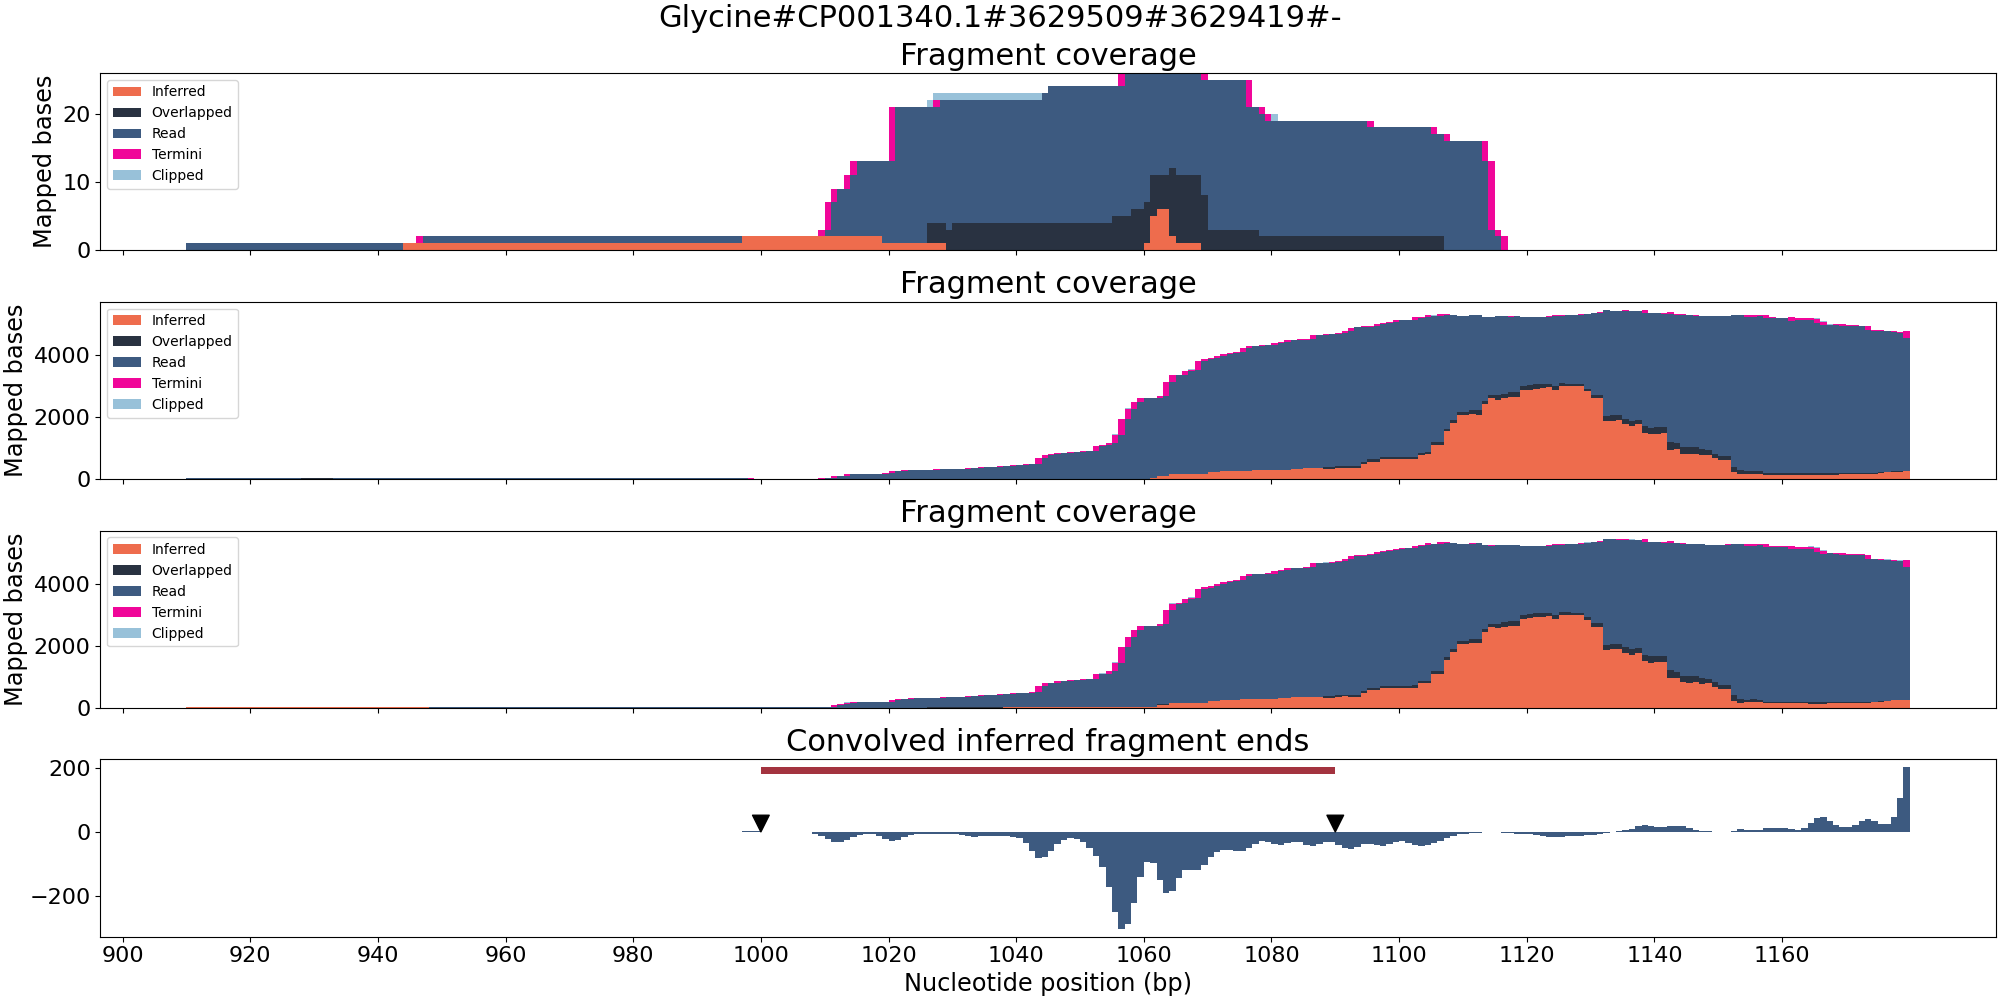 Glycine#CP001340.1#3629509#3629419#-
Fragment coverage
Mapped bases
20
10
0
Inferred
Overlapped
Read
Termini
Clipped
Fragment coverage
Mapped bases
4000
2000
0
Inferred
Overlapped
Read
Termini
Clipped
Fragment coverage
Mapped bases
4000
2000
0
Inferred
Overlapped
Read
Termini
Clipped
Convolved inferred fragment ends
200
0
−200
900 920 940 960 980 1000 1020 1040 1060 1080 1100 1120 1140 1160
Nucleotide position (bp)